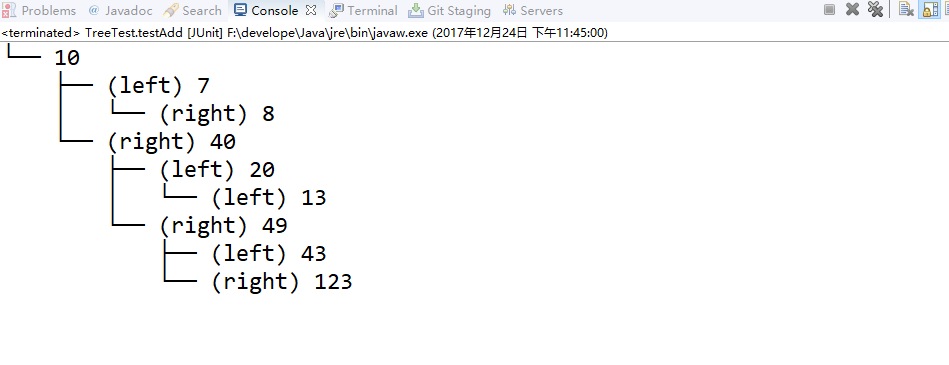 Problems @ Javadoc Search Console Terminal Git Staging Servers
<terminated> TreeTest.testAdd [JUnit] F:\develope\Java\jre\bin\javaw.exe (2017年12月24日 下午11:45:00)
└── 10
    ├── (left) 7
    │   └── (right) 8
    └── (right) 40
        ├── (left) 20
        │   └── (left) 13
        └── (right) 49
            ├── (left) 43
            └── (right) 123